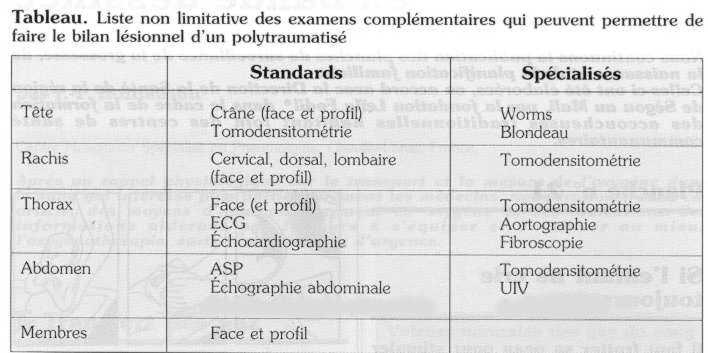 Tableau. Liste non limitative des examens complémentaires qui peuvent permettre de
faire le bilan lésionnel d'un polytraumatisé
Standards Spécialisés
Tête Crâne (face et profil) Worms
Tomodensitométrie Blondeau
Rachis Cervical, dorsal, lombaire Tomodensitométrie
(face et profil)
Thorax Face (et profil) Tomodensitométrie
ECG Aortographie
Échocardiographie Fibroscopie
Abdomen ASP Tomodensitométrie
Échographie abdominale UIV
Membres Face et profil